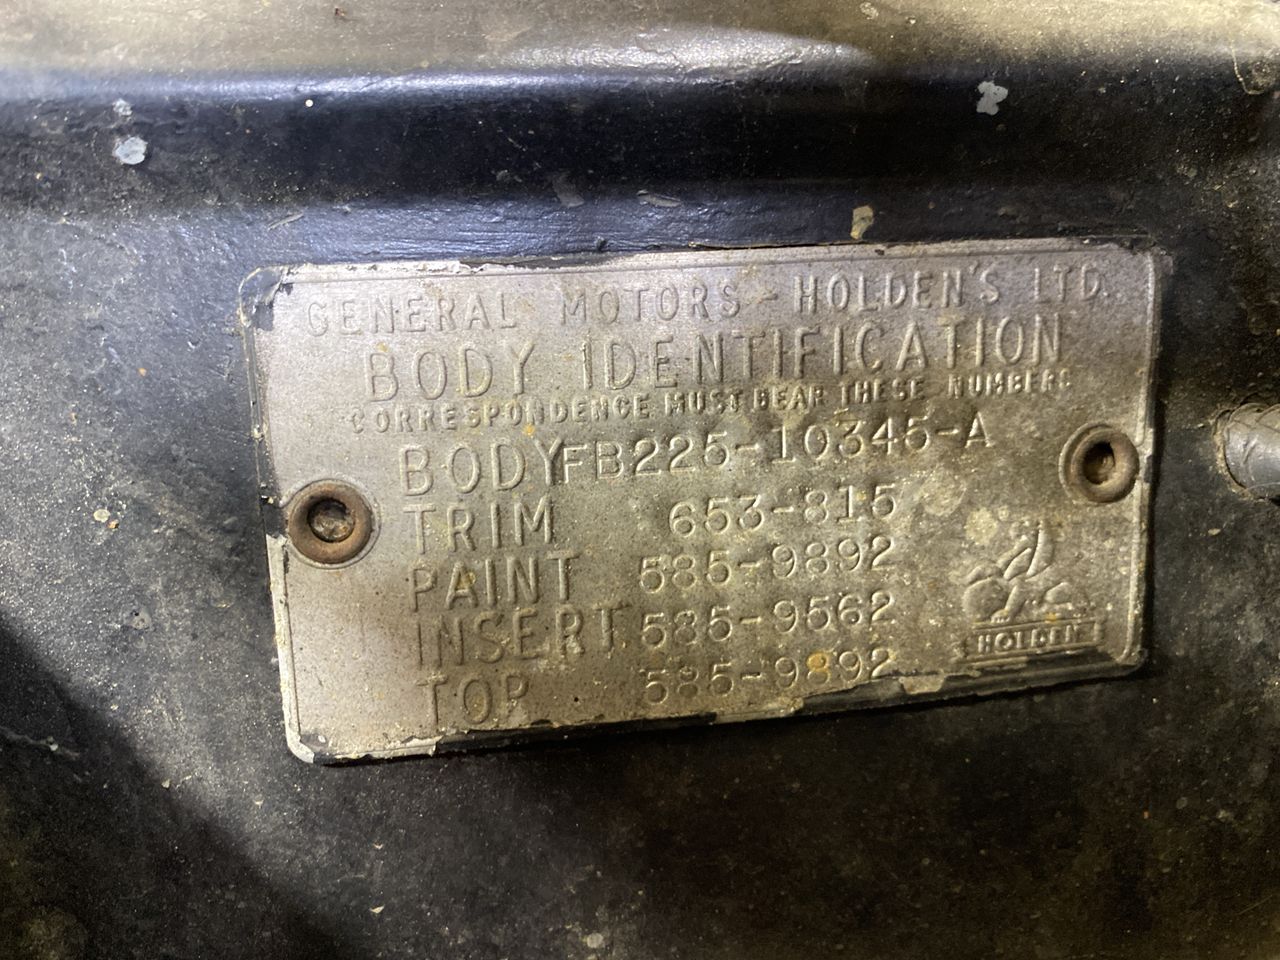 GENERAL MOTORS-HOLDEN'S LTD.
BODY IDENTIFICATION
CORRESPONDENCE MUST BEAR THESE NUMBERS
BODY FB225-10345-A
TRIM 653-815
PAINT 585-9892
INSERT 585-9562
TOP 585-9892
HOLDEN